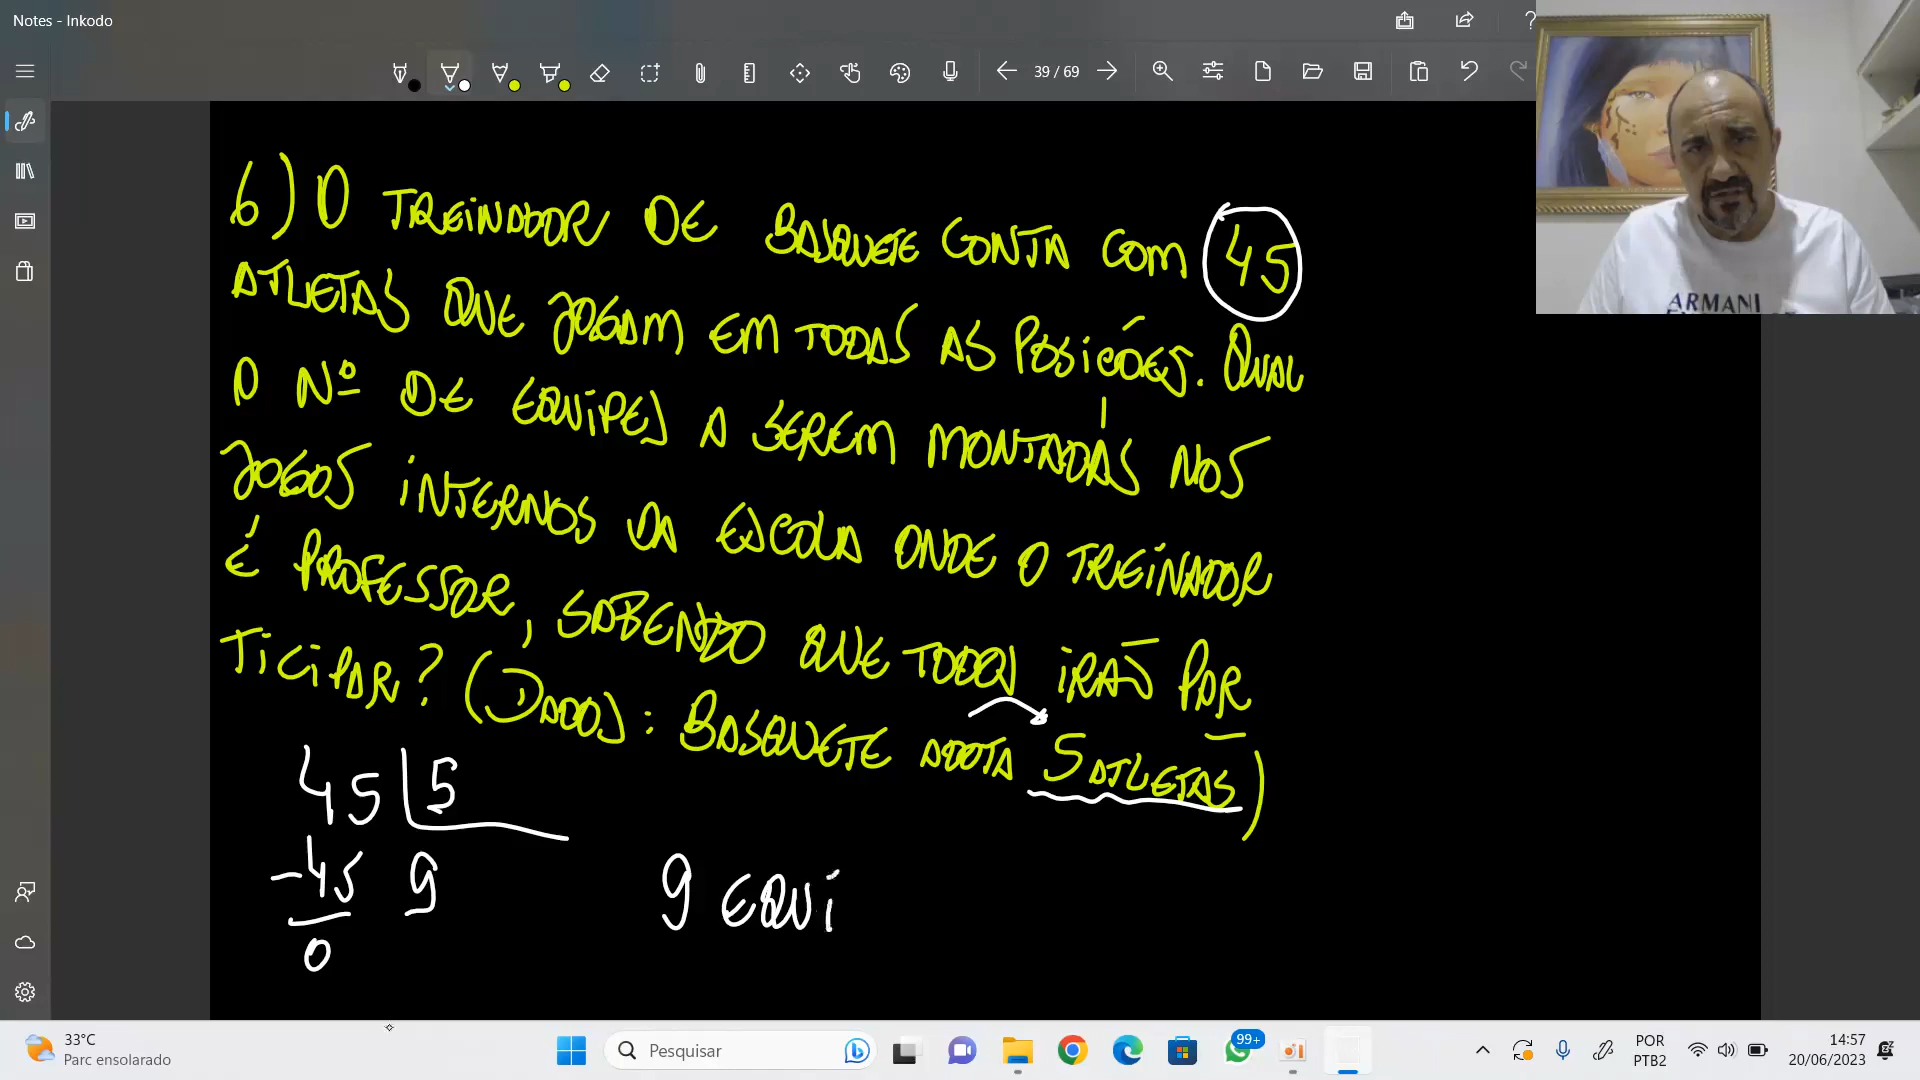 Notes - Inkodo
39 / 69
?
6) O TREINADOR DE BASQUETE CONTA COM 45
ATLETAS QUE JOGAM EM TODAS AS POSIÇÕES. QUAL
O Nº DE EQUIPES A SEREM MONTADAS NOS
JOGOS INTERNOS DA ESCOLA ONDE O TREINADOR
É PROFESSOR, SABENDO QUE TODOS IRÃO PAR
TICIPAR? (DADOS: BASQUETE ADOTA 5 ATLETAS)
45 5
-45 9
0
9 EQUI
ARMANI
33°C
Parc ensolarado
Pesquisar
99+
POR
PTB2
14:57
20/06/2023